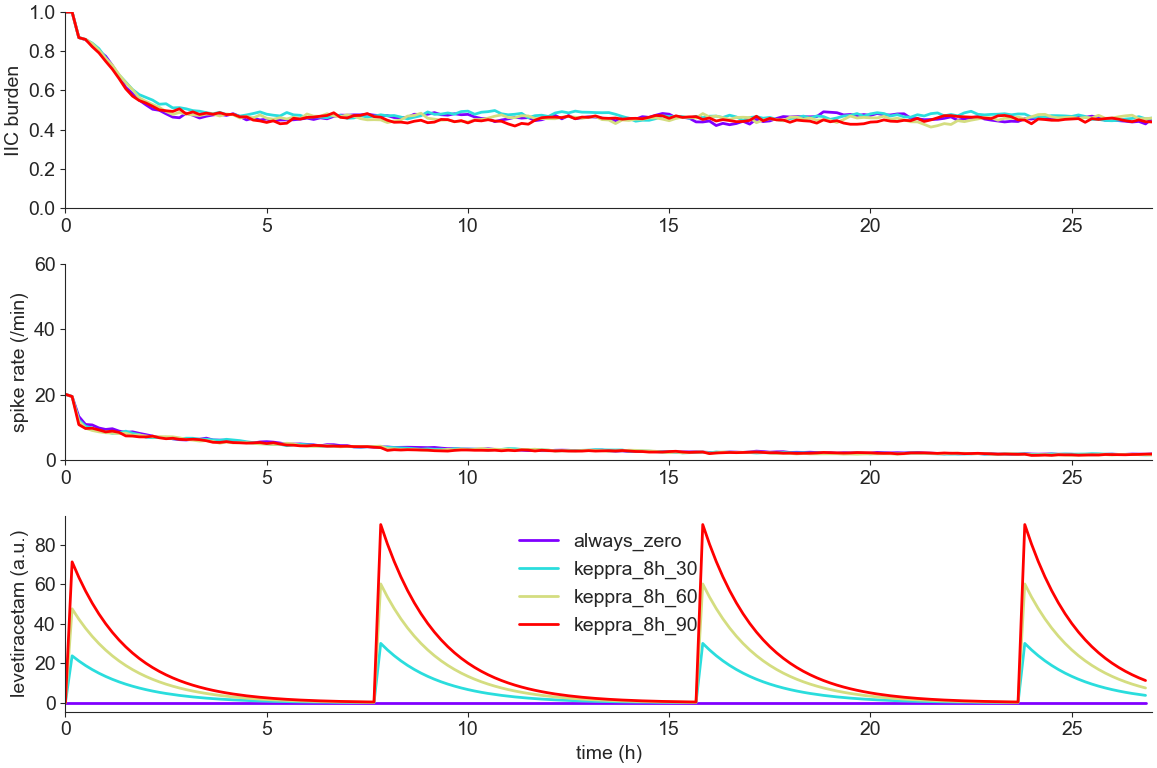 1.0
0.8
0.6
0.4
0.2
0.0
IIC burden
0 5 10 15 20 25
60
40
20
0
spike rate (/min)
0 5 10 15 20 25
80
60
40
20
0
levetiracetam (a.u.)
always_zero
keppra_8h_30
keppra_8h_60
keppra_8h_90
0 5 10 15 20 25
time (h)